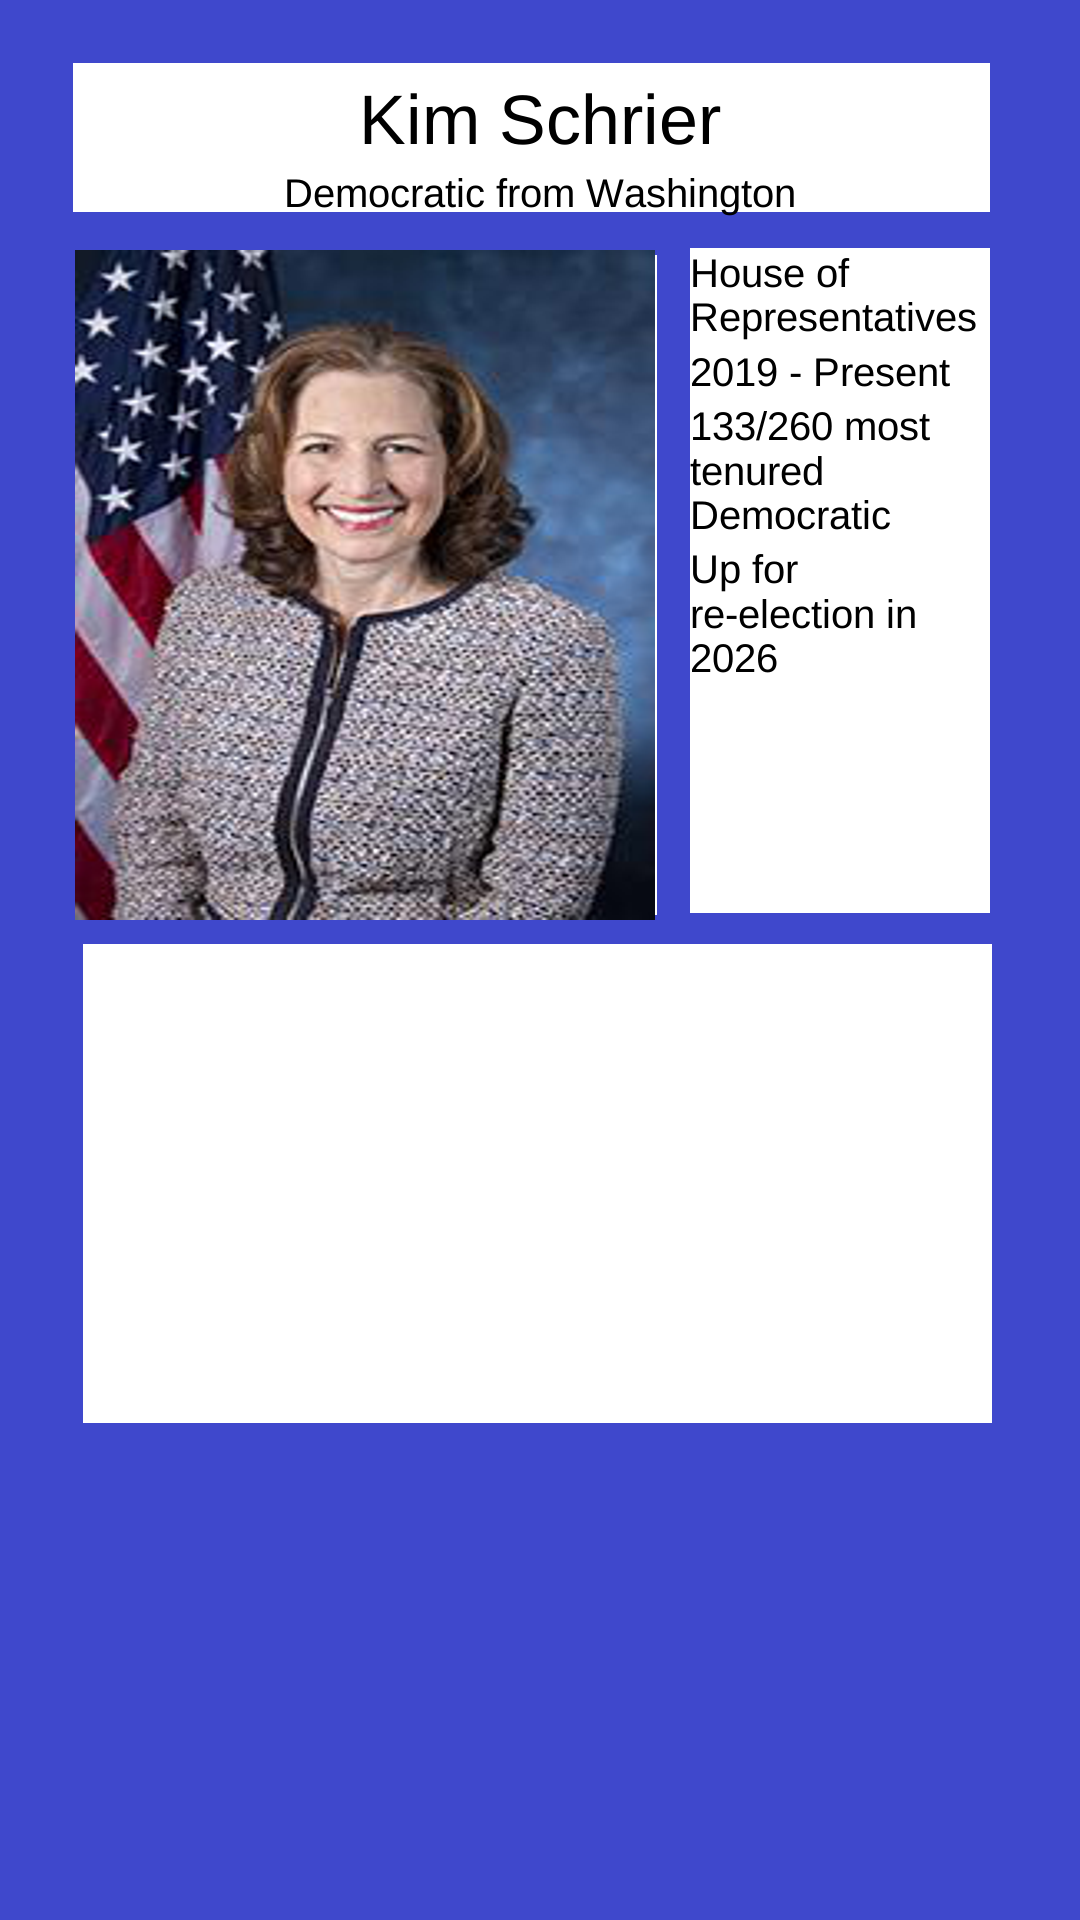 Kim Schrier
Democratic from Washington
House of
Representatives
2019 - Present
133/260 most
tenured
Democratic
Up for
re-election in
2026